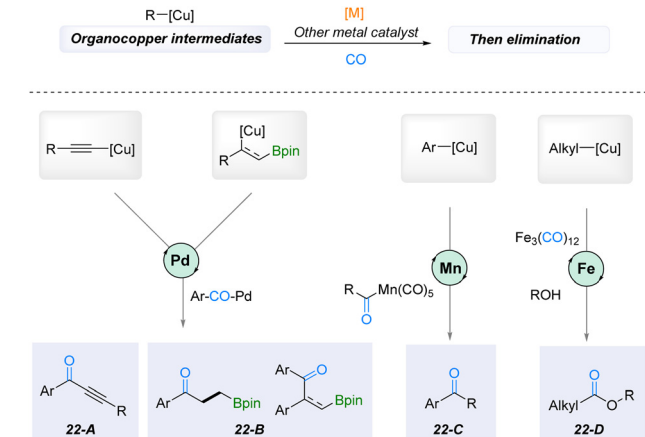 R—[Cu]
[M]
Organocopper intermediates
Other metal catalyst
Then elimination
CO
R—≡—[Cu]
[Cu]
R
Bpin
Ar—[Cu]
Alkyl—[Cu]
Pd
Ar-CO-Pd
Mn
R
Mn(CO)5
O
Fe3(CO)12
Fe
ROH
O
Ar
R
22-A
O
Ar
Bpin
Ar
O
Ar
Bpin
22-B
O
Ar
R
22-C
O
Alkyl
O
R
22-D